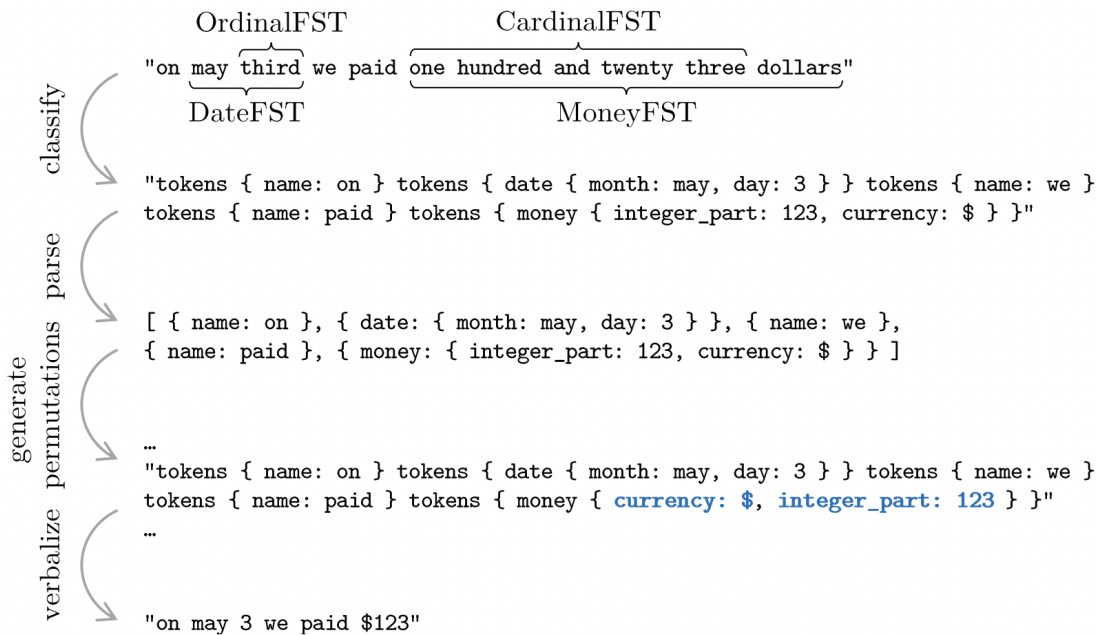 OrdinalFST CardinalFST
"on may third we paid one hundred and twenty three dollars"
DateFST MoneyFST
classify
"tokens { name: on } tokens { date { month: may, day: 3 } } tokens { name: we }
tokens { name: paid } tokens { money { integer_part: 123, currency: $ } }"
parse
[ { name: on }, { date: { month: may, day: 3 } }, { name: we },
{ name: paid }, { money: { integer_part: 123, currency: $ } } ]
generate
permutations
…
"tokens { name: on } tokens { date { month: may, day: 3 } } tokens { name: we }
tokens { name: paid } tokens { money { currency: $, integer_part: 123 } }"
…
verbalize
"on may 3 we paid $123"